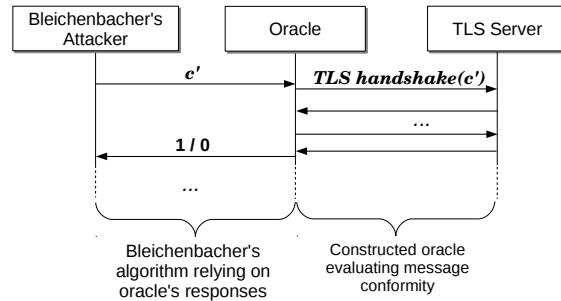 Bleichenbacher's
Attacker
Oracle
TLS Server
c'
TLS handshake(c')
...
1 / 0
...
Bleichenbacher's
algorithm relying on
oracle's responses
Constructed oracle
evaluating message
conformity